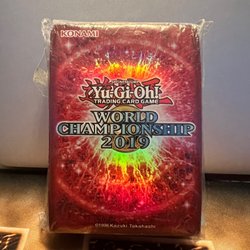 KONAMI
Yu-Gi-Oh!
TRADING CARD GAME
WORLD
CHAMPIONSHIP
2019
©1996 Kazuki Takahashi